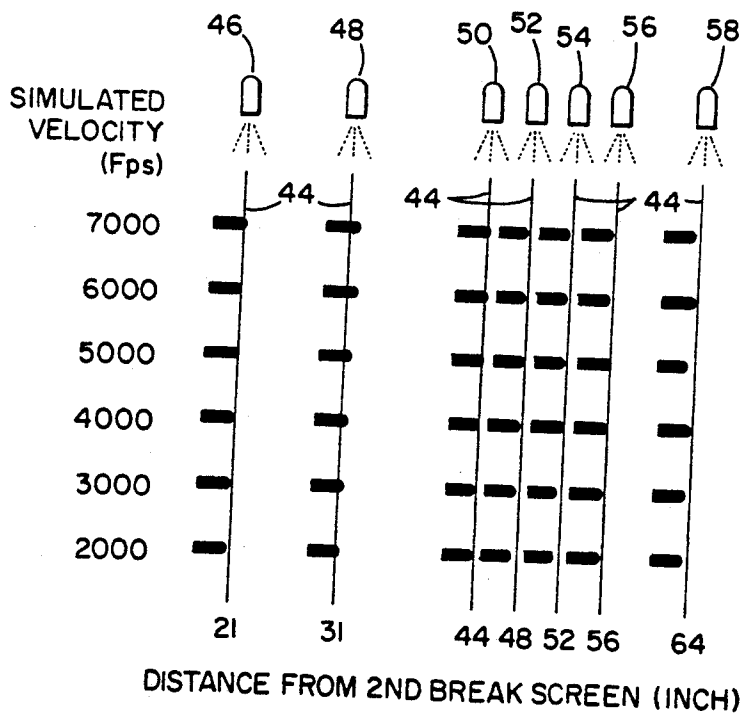 46 48 50 52 54 56 58
SIMULATED
VELOCITY
(Fps)
44 44 44
7000
6000
5000
4000
3000
2000
21 31 44 48 52 56 64
DISTANCE FROM 2ND BREAK SCREEN (INCH)